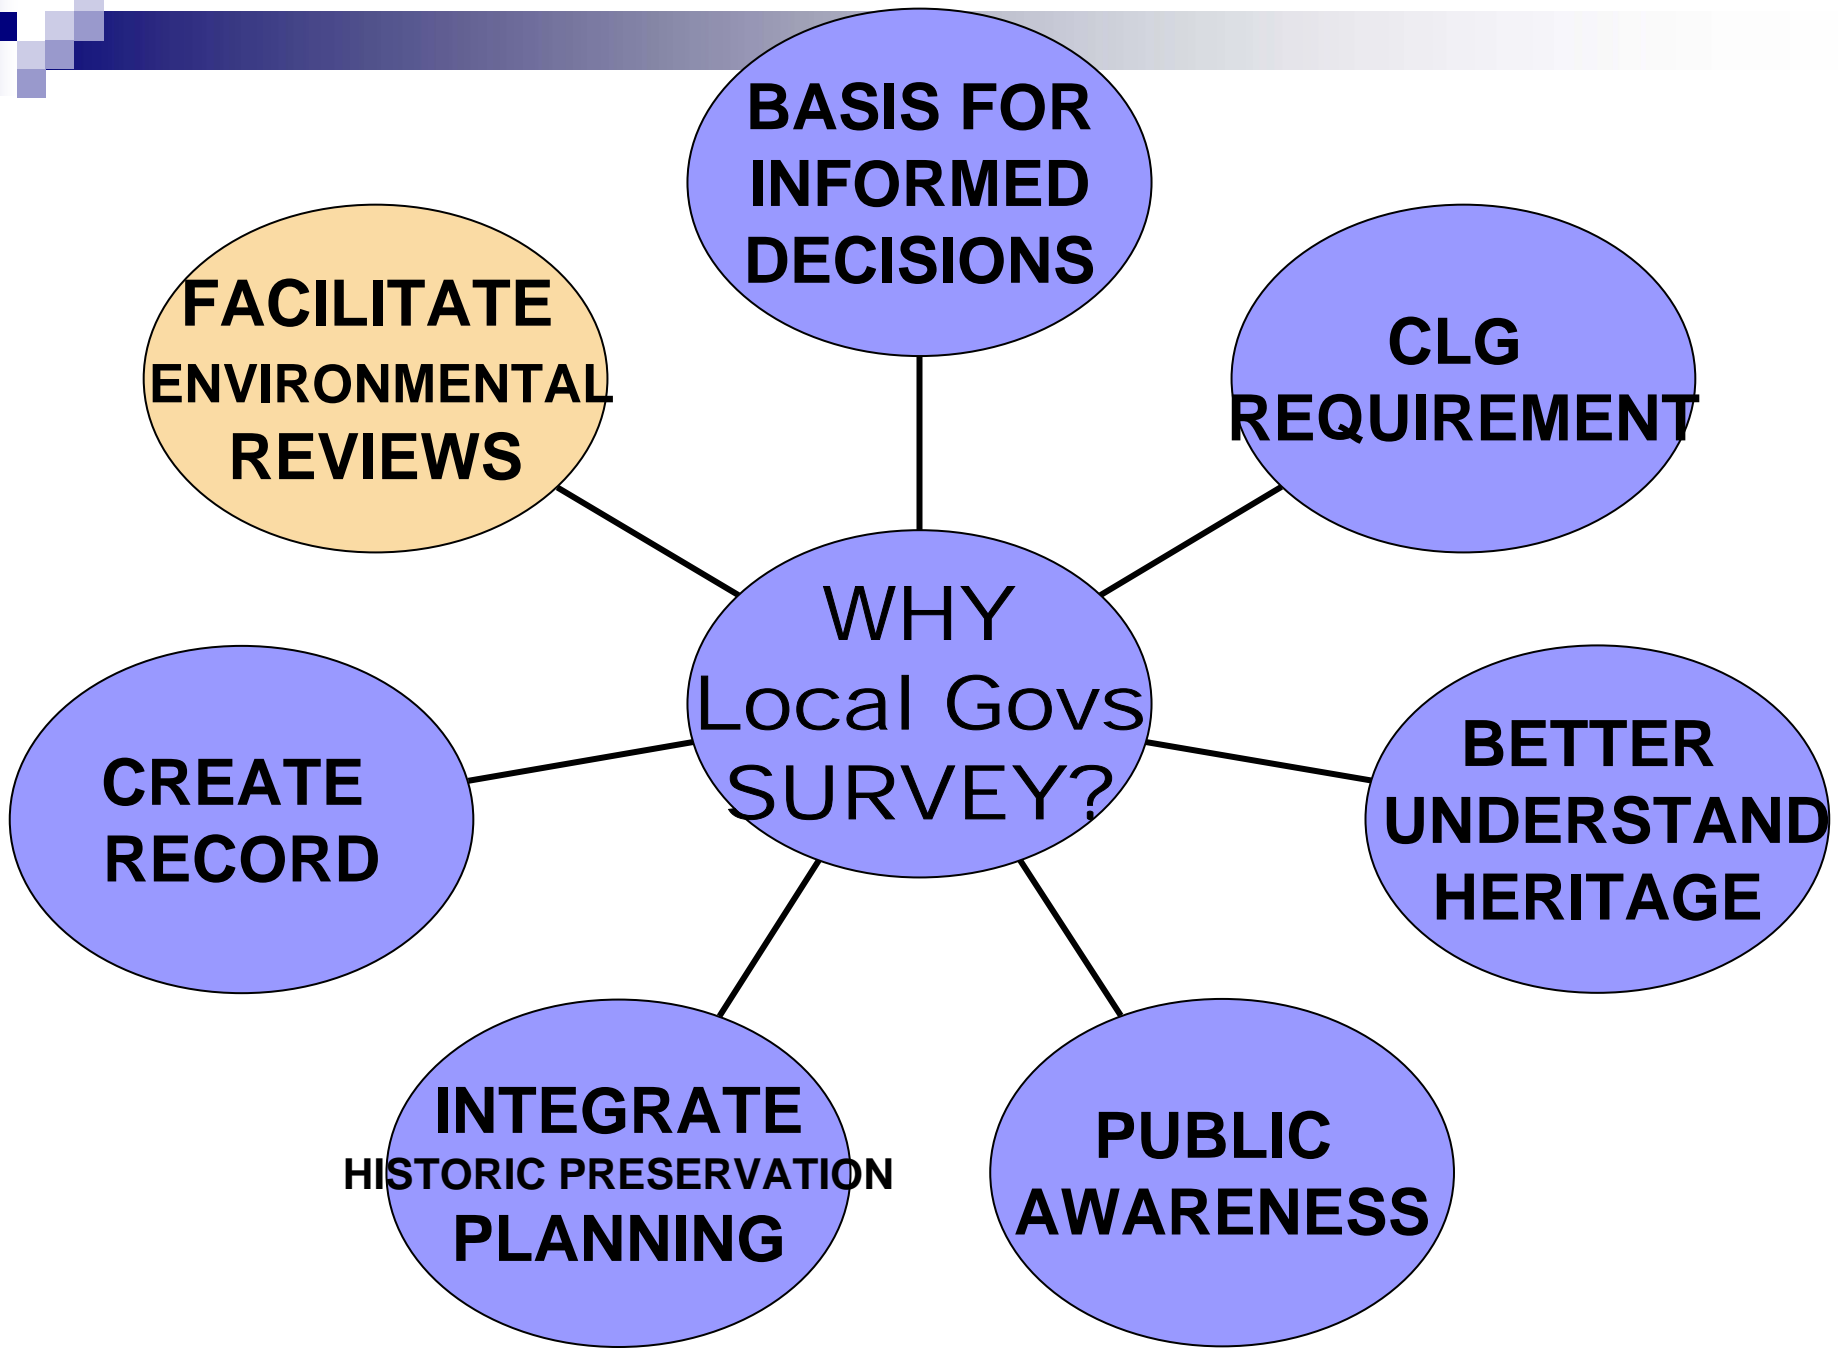 BASIS FOR
INFORMED
DECISIONS
FACILITATE
ENVIRONMENTAL
REVIEWS
CLG
REQUIREMENT
WHY
Local Govs
SURVEY?
CREATE
RECORD
BETTER
UNDERSTAND
HERITAGE
INTEGRATE
HISTORIC PRESERVATION
PLANNING
PUBLIC
AWARENESS